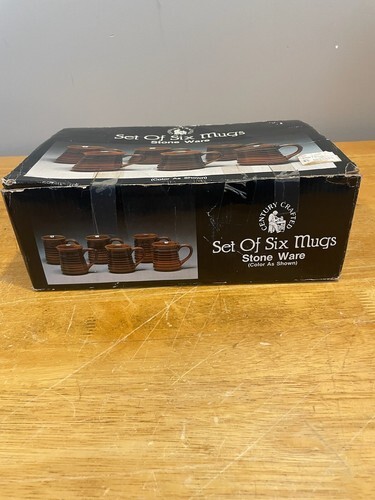 Set Of Six Mugs
Stone Ware
(Color As Shown)
CENTURY CRAFTED
Set Of Six Mugs
Stone Ware
(Color As Shown)